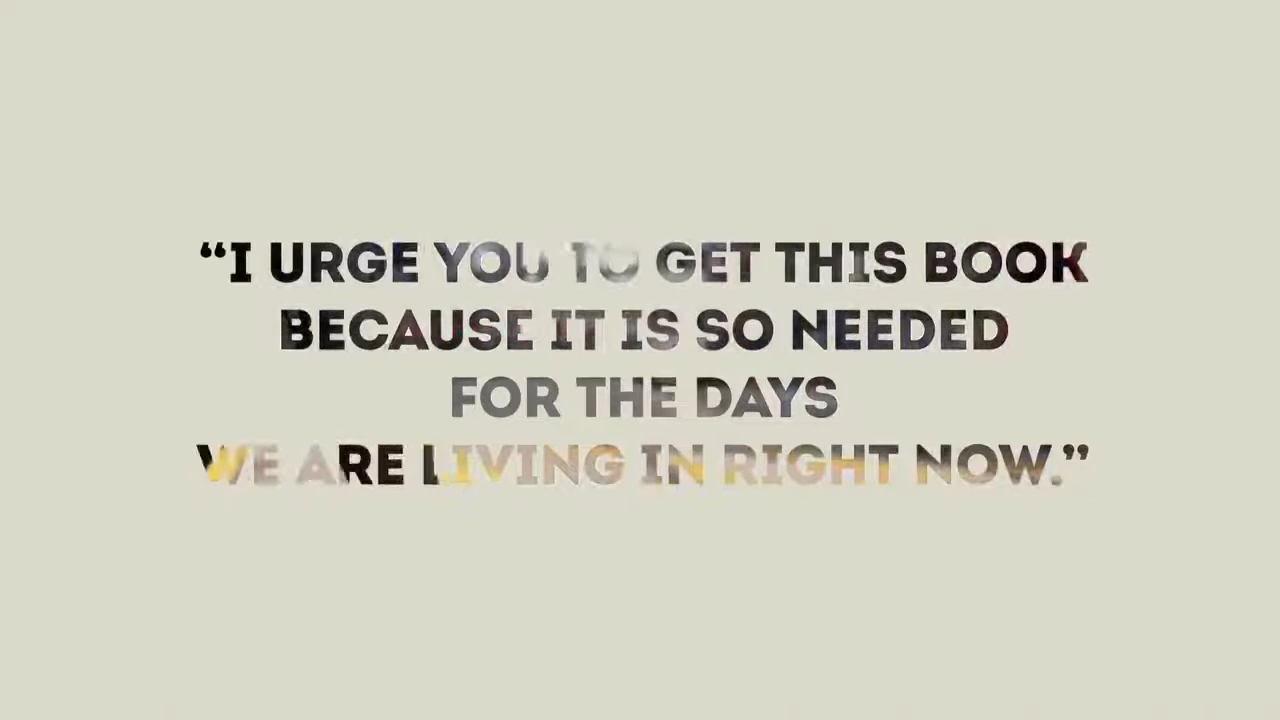 “I URGE YOU TO GET THIS BOOK
BECAUSE IT IS SO NEEDED
FOR THE DAYS
WE ARE LIVING IN RIGHT NOW.”